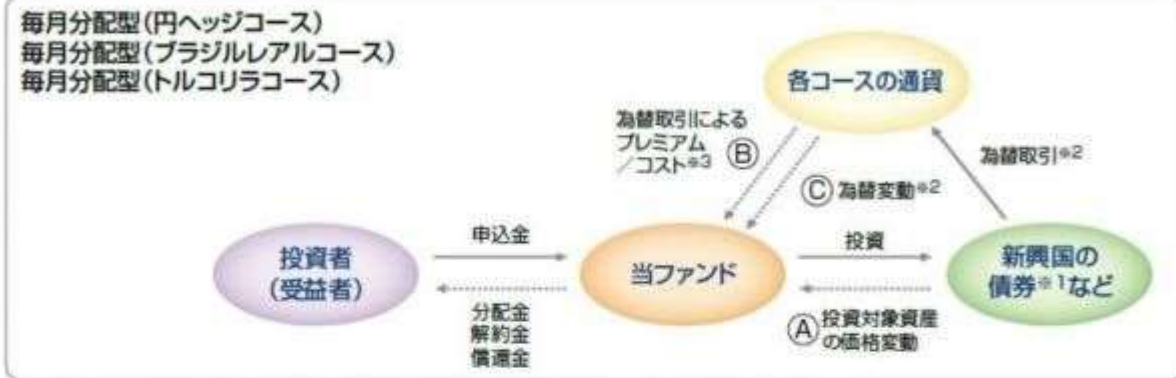 毎月分配型(円ヘッジコース)
毎月分配型(ブラジルレアルコース)
毎月分配型(トルコリラコース)
各コースの通貨
為替取引による
プレミアム
/コスト※3
Ⓑ
為替取引※2
Ⓒ為替変動※2
投資者
(受益者)
申込金
分配金
解約金
償還金
当ファンド
投資
Ⓐ投資対象資産
の価格変動
新興国の
債券※1など